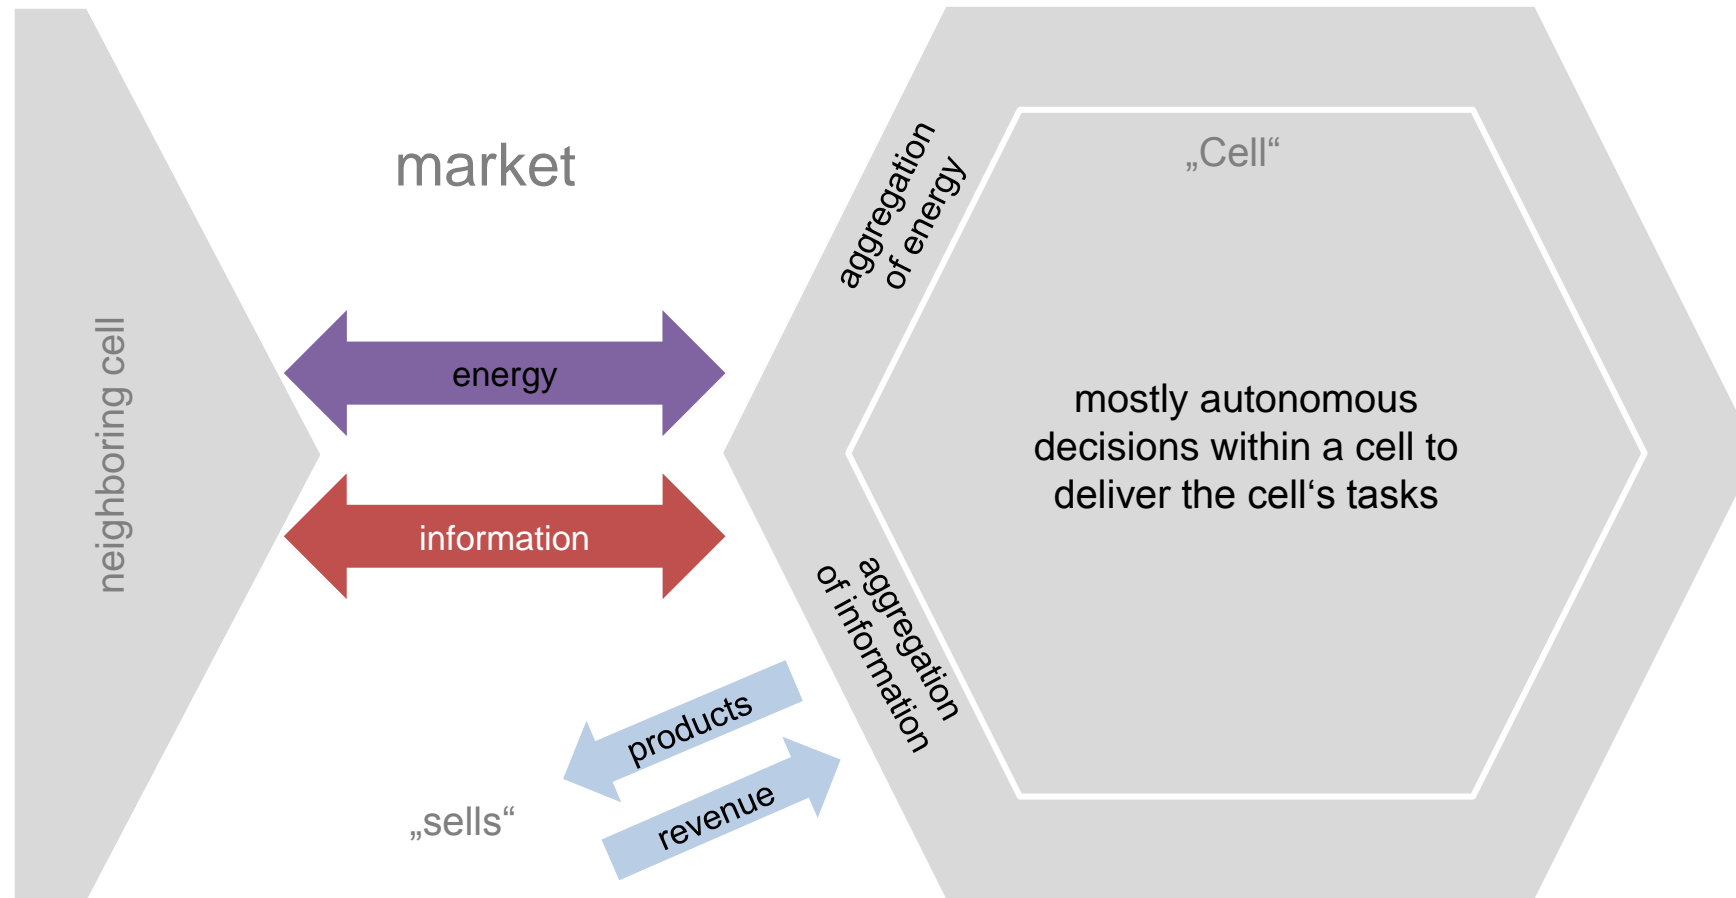 neighboring cell
market
energy
information
products
revenue
„sells“
aggregation
of energy
aggregation
of information
„Cell“
mostly autonomous
decisions within a cell to
deliver the cell‘s tasks